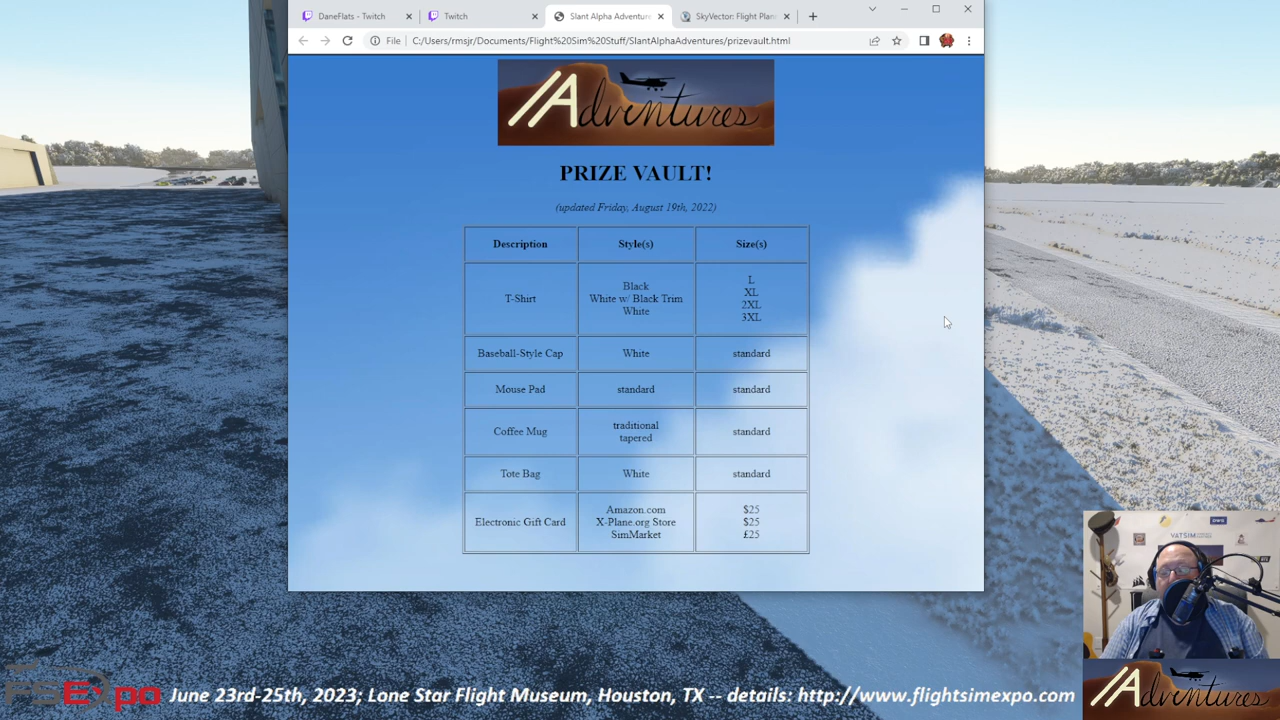 DaneFlats - Twitch
Twitch
Slant Alpha Adventure
SkyVector: Flight Plan
File
C:/Users/rmsjr/Documents/Flight%20Sim%20Stuff/SlantAlphaAdventures/prizevault.html
//Adventures
PRIZE VAULT!
(updated Friday, August 19th, 2022)
Description Style(s) Size(s)
T-Shirt
Black
White w/ Black Trim
White
L
XL
2XL
3XL
Baseball-Style Cap White standard
Mouse Pad standard standard
Coffee Mug
traditional
tapered
standard
Tote Bag White standard
Electronic Gift Card
Amazon.com
X-Plane.org Store
SimMarket
$25
$25
£25
VATSIM
FSExpo
June 23rd-25th, 2023; Lone Star Flight Museum, Houston, TX -- details: http://www.flightsimexpo.com
//Adventures